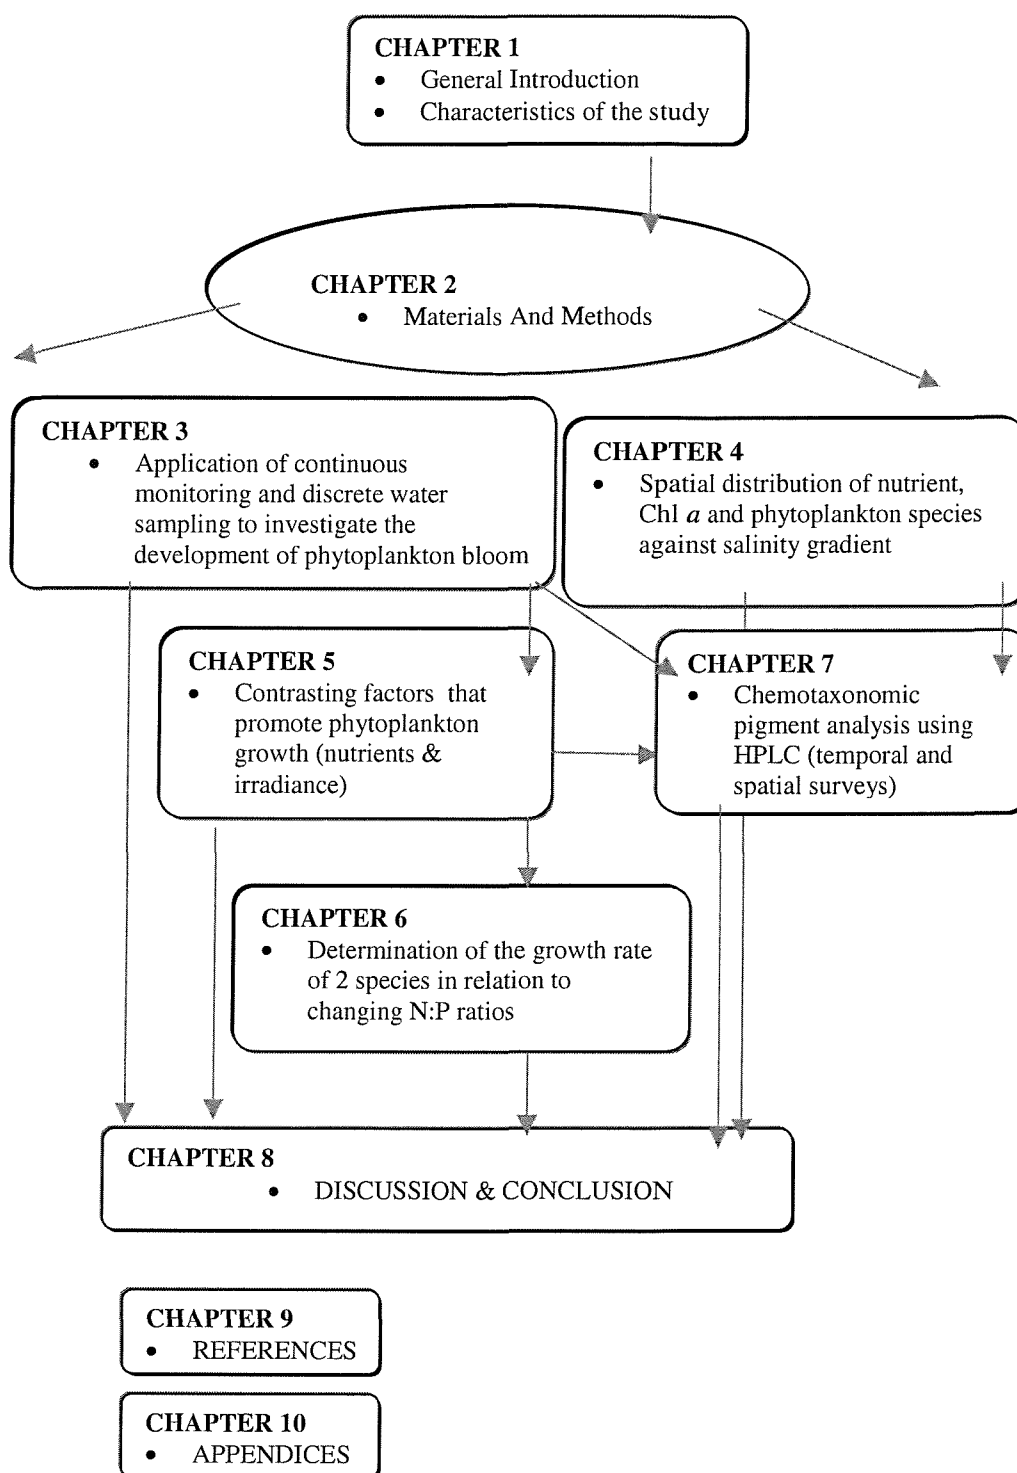 CHAPTER 1
• General Introduction
• Characteristics of the study
CHAPTER 2
• Materials And Methods
CHAPTER 3
• Application of continuous
monitoring and discrete water
sampling to investigate the
development of phytoplankton bloom
CHAPTER 4
• Spatial distribution of nutrient,
Chl a and phytoplankton species
against salinity gradient
CHAPTER 5
• Contrasting factors that
promote phytoplankton
growth (nutrients &
irradiance)
CHAPTER 7
• Chemotaxonomic
pigment analysis using
HPLC (temporal and
spatial surveys)
CHAPTER 6
• Determination of the growth rate
of 2 species in relation to
changing N:P ratios
CHAPTER 8
• DISCUSSION & CONCLUSION
CHAPTER 9
• REFERENCES
CHAPTER 10
• APPENDICES